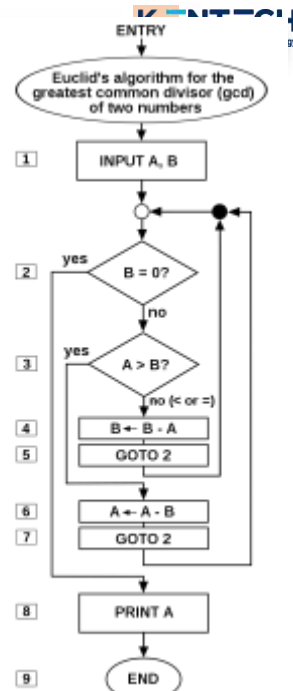 KENTECH
ENTRY
Euclid's algorithm for the
greatest common divisor (gcd)
of two numbers
1
INPUT A, B
2
yes
B = 0?
no
3
yes
A > B?
no (< or =)
4
B ← B - A
5
GOTO 2
6
A ← A - B
7
GOTO 2
8
PRINT A
9
END